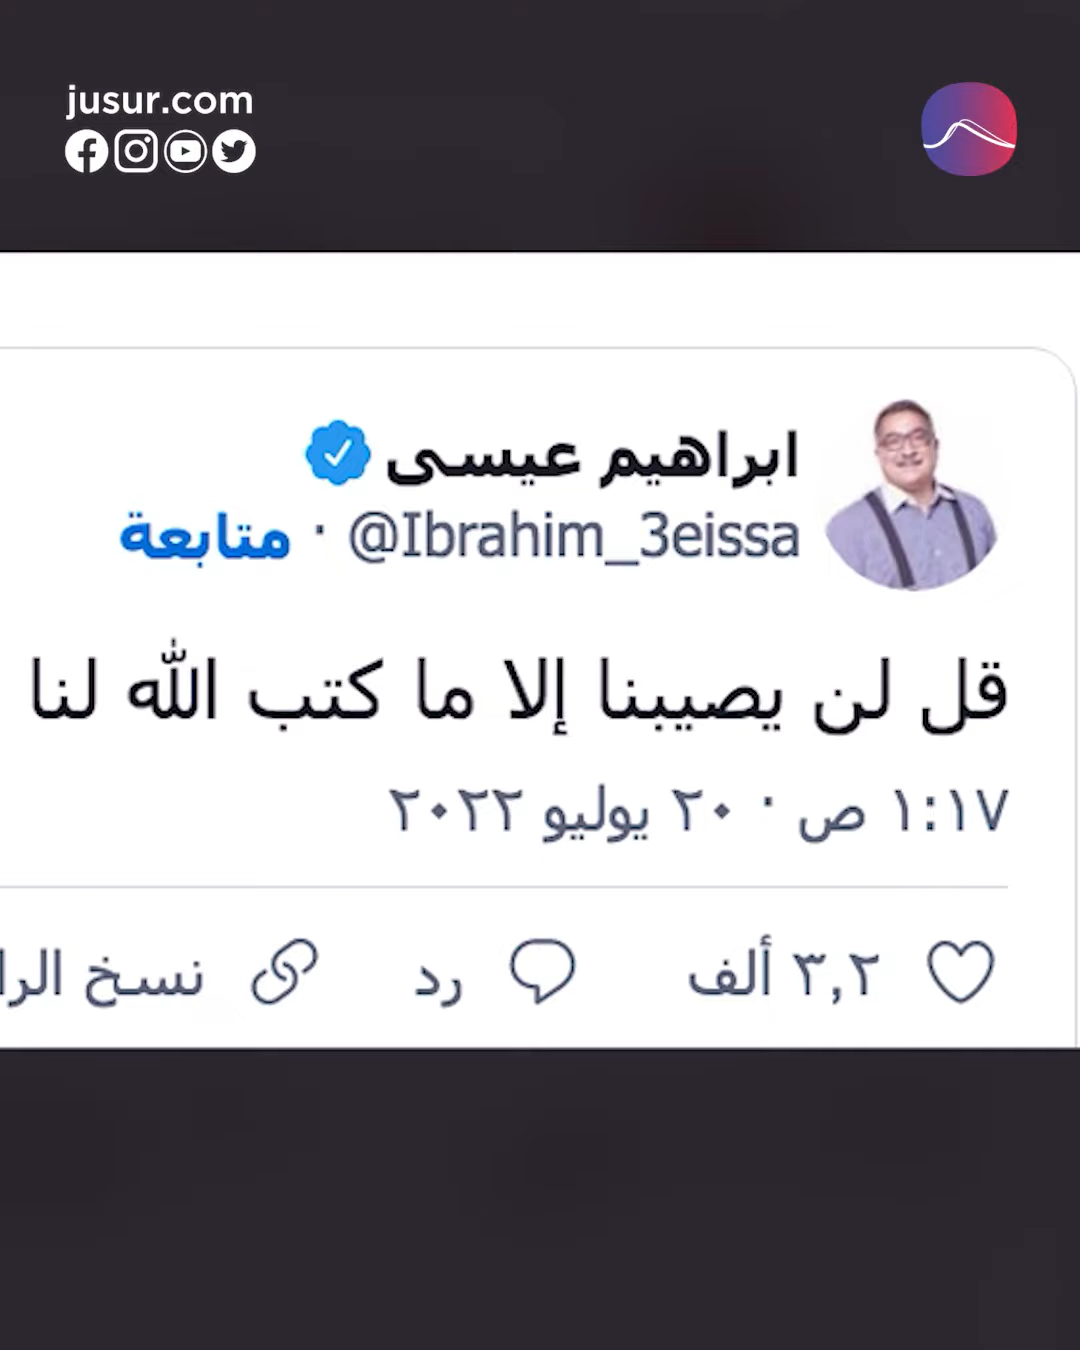 jusur.com
ابراهيم عيسى
@Ibrahim_3eissa · متابعة
قل لن يصيبنا إلا ما كتب الله لنا
١:١٧ ص · ٢٠ يوليو ٢٠٢٢
٣,٢ ألف رد نسخ